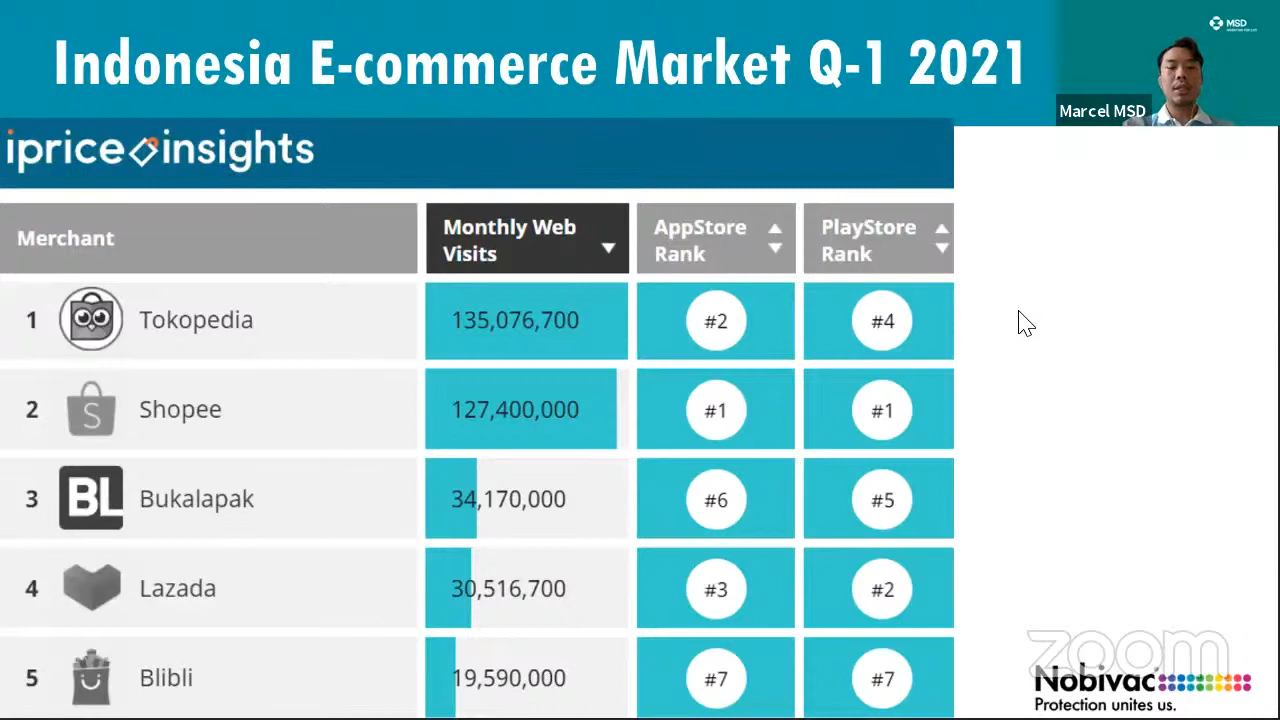 Indonesia E-commerce Market Q-1 2021
MSD
Marcel MSD
iprice insights
Merchant
Monthly Web Visits
AppStore Rank
PlayStore Rank
1 Tokopedia 135,076,700 #2 #4
2 S Shopee 127,400,000 #1 #1
3 BL Bukalapak 34,170,000 #6 #5
4 Lazada 30,516,700 #3 #2
5 Blibli 19,590,000 #7 #7
zoom
Nobivac
Protection unites us.